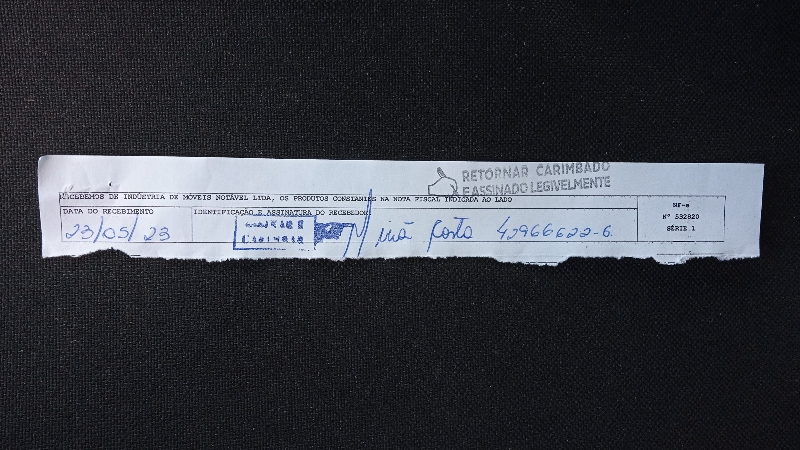 RETORNAR CARIMBADO
E ASSINADO LEGIVELMENTE
RECEBEMOS DE INDÚSTRIA DE MÓVEIS NOTÁVEL LTDA, OS PRODUTOS CONSTANTES NA NOTA FISCAL INDICADA AO LADO
DATA DO RECEBIMENTO
23/05/23
IDENTIFICAÇÃO E ASSINATURA DO RECEBEDOR
Costa 42966622-6
NF-e
Nº 532820
SÉRIE 1